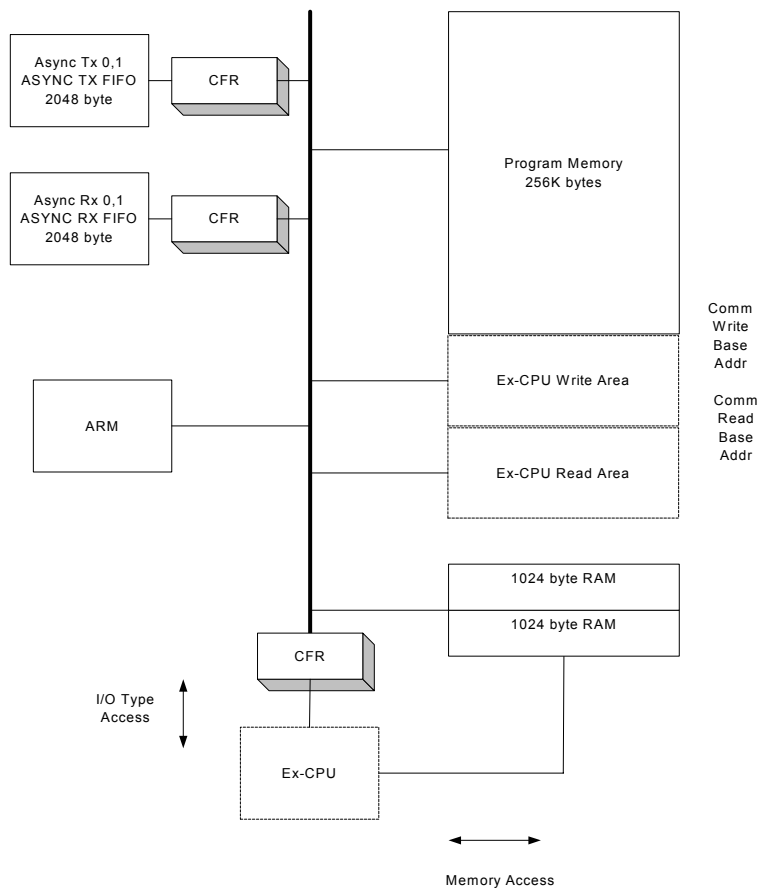 Async Tx 0,1
ASYNC TX FIFO
2048 byte
CFR
Program Memory
256K bytes
Async Rx 0,1
ASYNC RX FIFO
2048 byte
CFR
Comm
Write
Base
Addr
Ex-CPU Write Area
ARM
Comm
Read
Base
Addr
Ex-CPU Read Area
1024 byte RAM
1024 byte RAM
CFR
I/O Type
Access
Ex-CPU
Memory Access